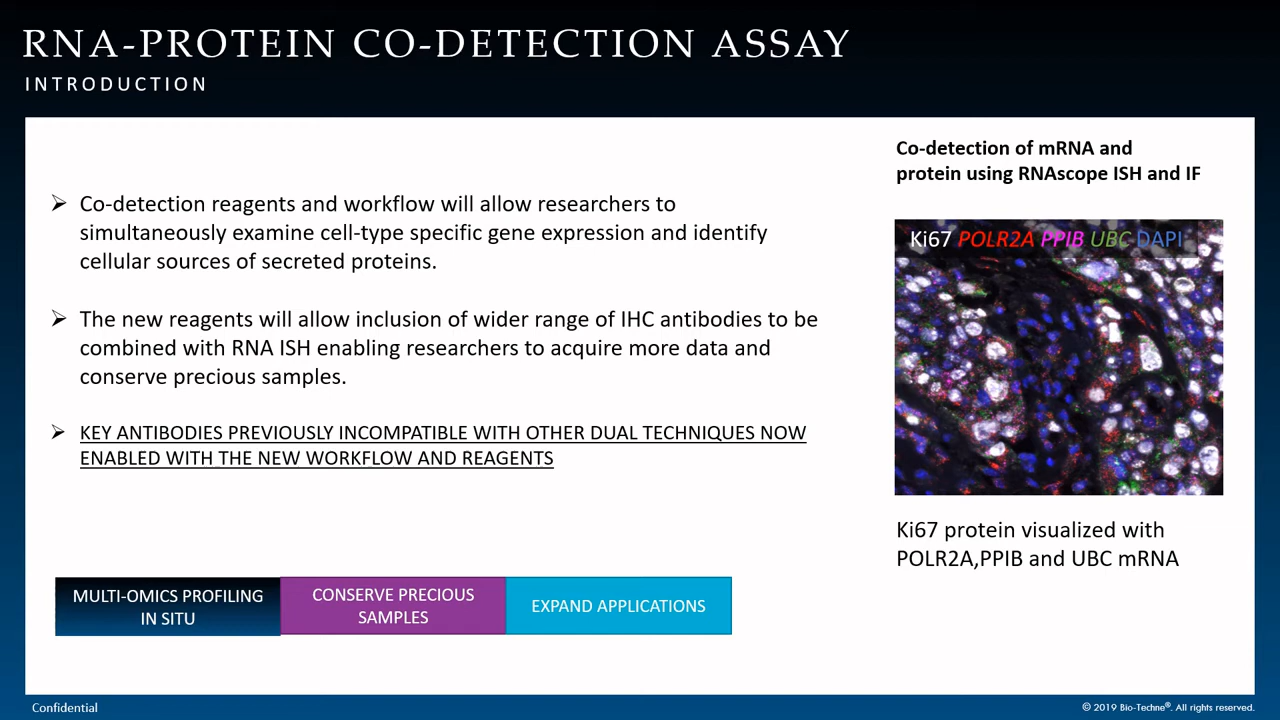 RNA-PROTEIN CO-DETECTION ASSAY
INTRODUCTION
➢ Co-detection reagents and workflow will allow researchers to
simultaneously examine cell-type specific gene expression and identify
cellular sources of secreted proteins.
➢ The new reagents will allow inclusion of wider range of IHC antibodies to be
combined with RNA ISH enabling researchers to acquire more data and
conserve precious samples.
➢ KEY ANTIBODIES PREVIOUSLY INCOMPATIBLE WITH OTHER DUAL TECHNIQUES NOW
ENABLED WITH THE NEW WORKFLOW AND REAGENTS
MULTI-OMICS PROFILING
IN SITU
CONSERVE PRECIOUS
SAMPLES
EXPAND APPLICATIONS
Co-detection of mRNA and
protein using RNAscope ISH and IF
Ki67 POLR2A PPIB UBC DAPI
Ki67 protein visualized with
POLR2A,PPIB and UBC mRNA
Confidential
© 2019 Bio-Techne®. All rights reserved.